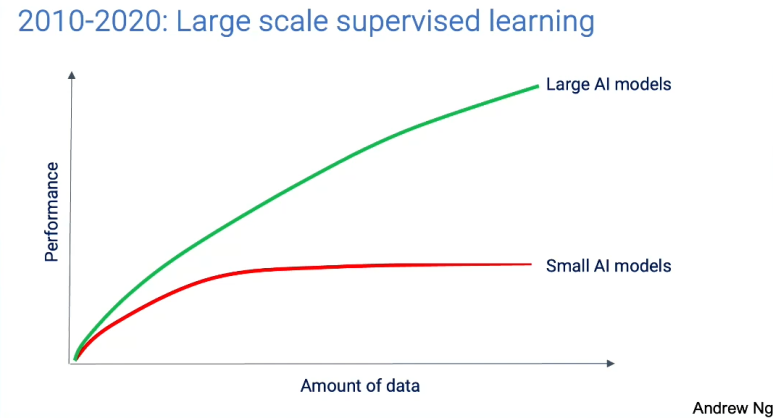 2010-2020: Large scale supervised learning
Large AI models
Performance
Small AI models
Amount of data
Andrew Ng